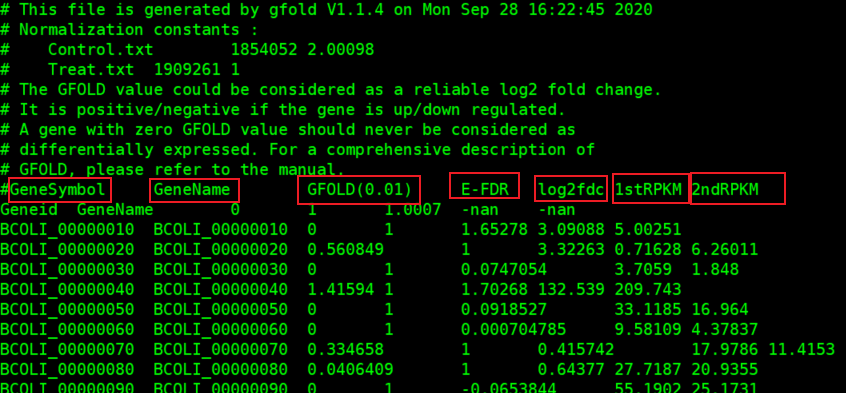 # This file is generated by gfold V1.1.4 on Mon Sep 28 16:22:45 2020
# Normalization constants :
#    Control.txt        1854052 2.00098
#    Treat.txt  1909261 1
# The GFOLD value could be considered as a reliable log2 fold change.
# It is positive/negative if the gene is up/down regulated.
# A gene with zero GFOLD value should never be considered as
# differentially expressed. For a comprehensive description of
# GFOLD, please refer to the manual.
#GeneSymbol     GeneName        GFOLD(0.01)     E-FDR   log2fdc 1stRPKM 2ndRPKM
Geneid  GeneName        0       1       1.0007  -nan    -nan
BCOLI_00000010  BCOLI_00000010  0       1       1.65278 3.09088 5.00251
BCOLI_00000020  BCOLI_00000020  0.560849        1       3.32263 0.71628 6.26011
BCOLI_00000030  BCOLI_00000030  0       1       0.0747054       3.7059  1.848
BCOLI_00000040  BCOLI_00000040  1.41594 1       1.70268 132.539 209.743
BCOLI_00000050  BCOLI_00000050  0       1       0.0918527       33.1185 16.964
BCOLI_00000060  BCOLI_00000060  0       1       0.000704785     9.58109 4.37837
BCOLI_00000070  BCOLI_00000070  0.334658        1       0.415742        17.9786 11.4153
BCOLI_00000080  BCOLI_00000080  0.0406409       1       0.64377 27.7187 20.9355
BCOLI_00000090  BCOLI_00000090  0       1       -0.0653844      55.1902 25.1731